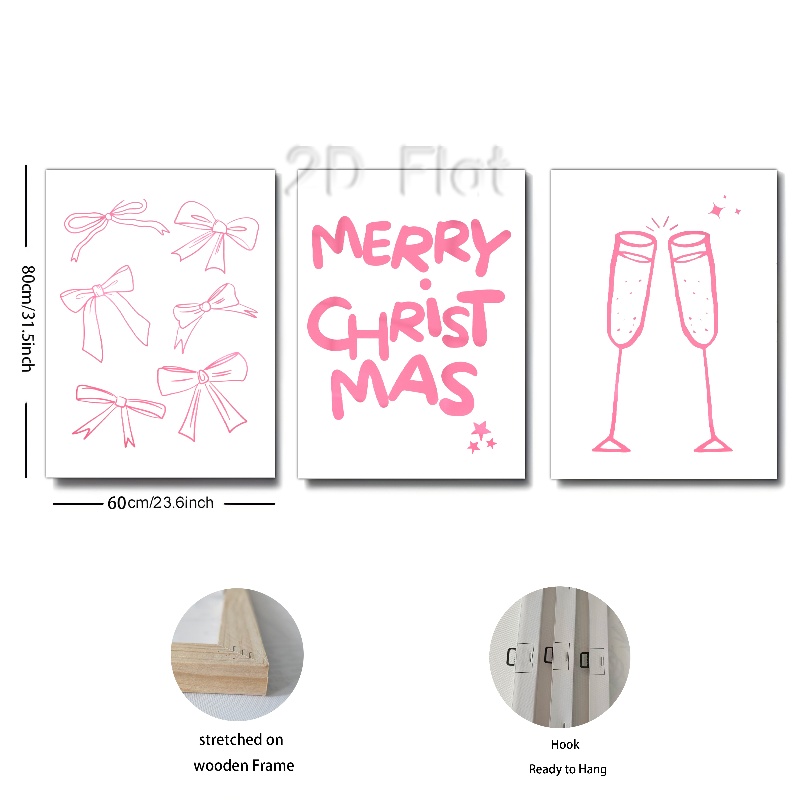 2D Flat
MERRY
CHRIST
MAS
80cm/31.5inch
60cm/23.6inch
stretched on
wooden Frame
Hook
Ready to Hang